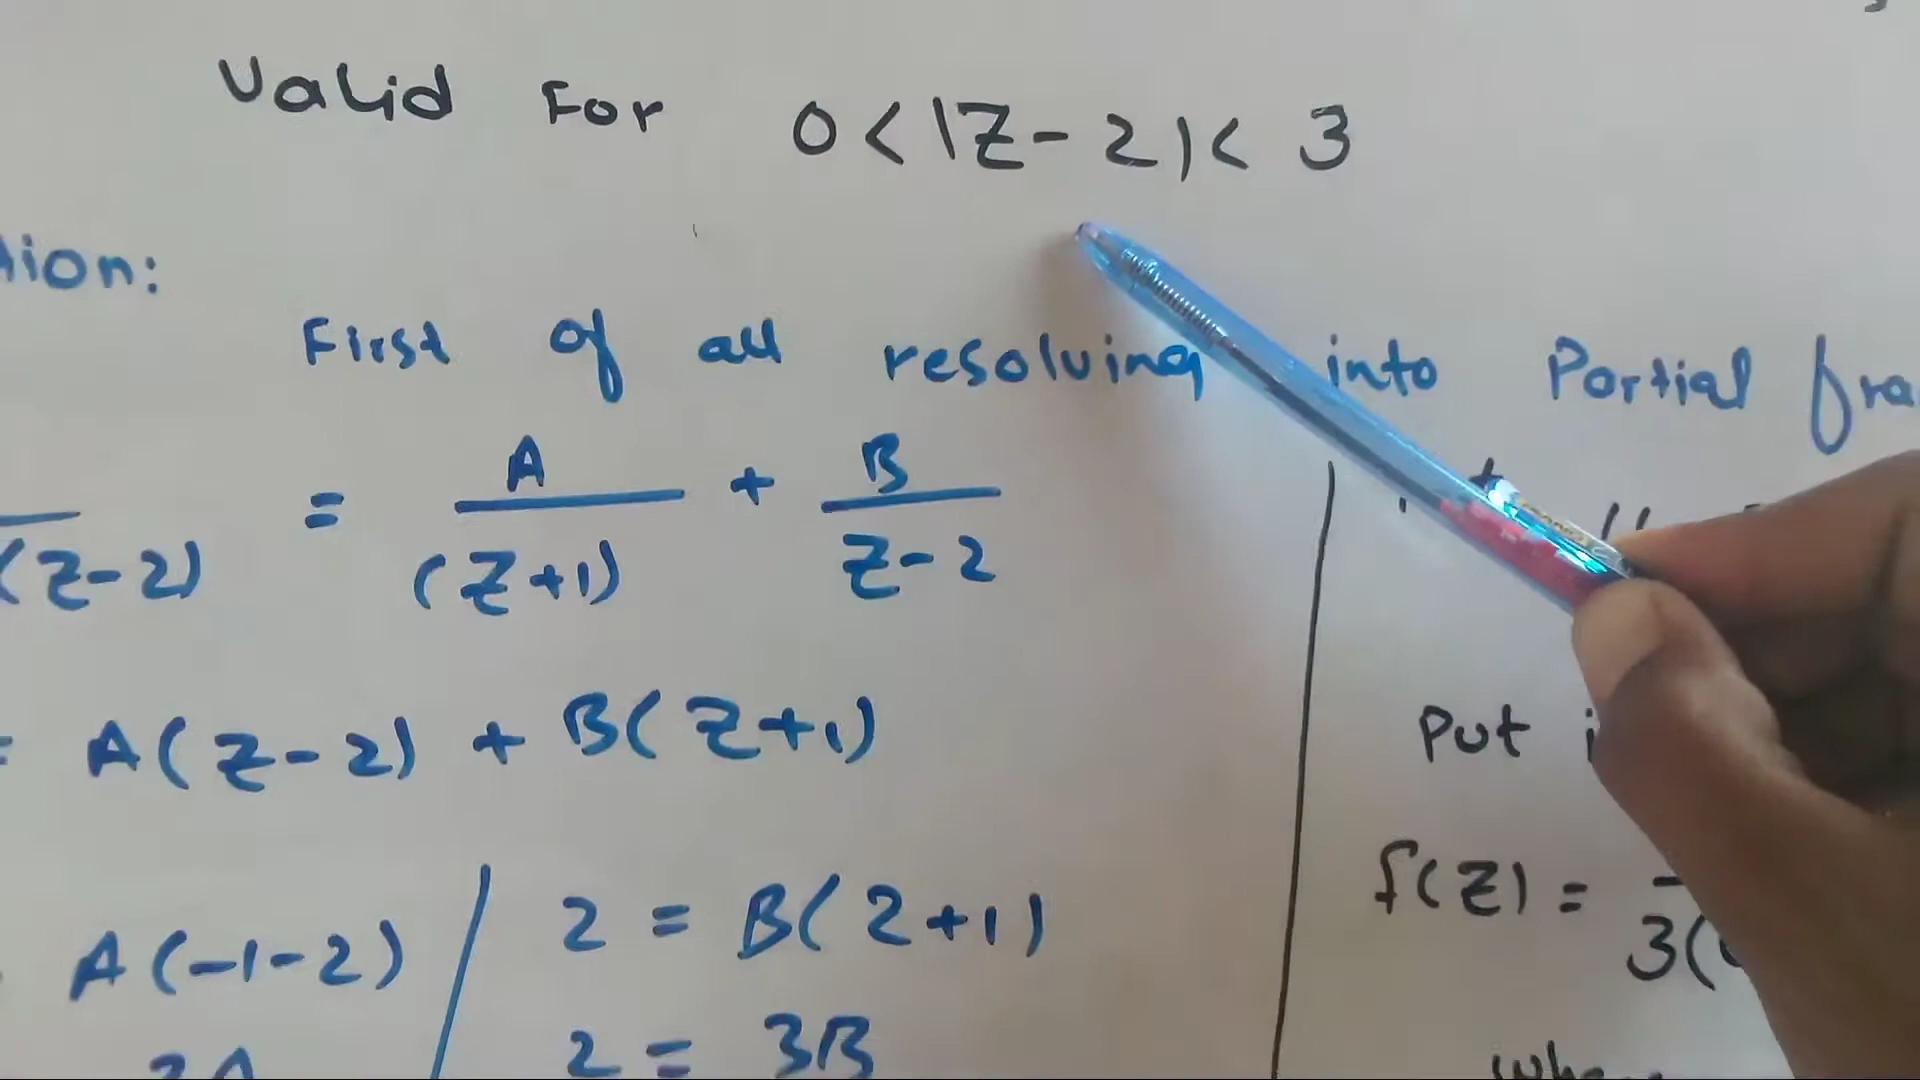 Valid For 0 < |Z - 2| < 3
tion:
First of all resolving into Partial fra
(Z-2) = A/(Z+1) + B/Z-2
= A(Z-2) + B(Z+1)
A(-1-2) 2 = B(2+1)
2 = 3B
Put i
f(Z) =
3(